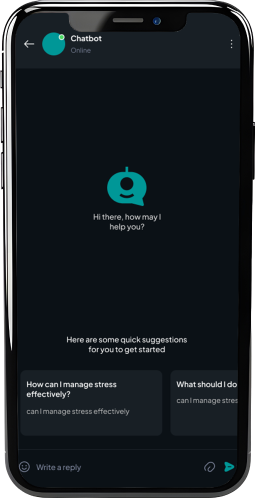 Chatbot
Online
Hi there, how may I
help you?
Here are some quick suggestions
for you to get started
How can I manage stress
effectively?
can I manage stress effectively
What should I do
can I manage stres
Write a reply